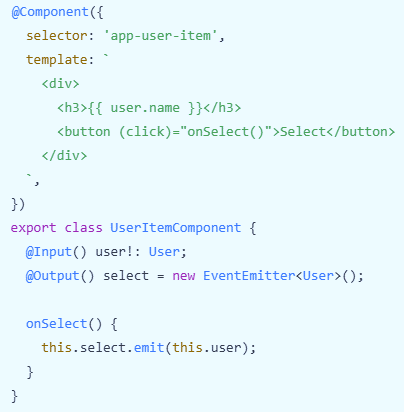 @Component({
  selector: 'app-user-item',
  template: `
    <div>
      <h3>{{ user.name }}</h3>
      <button (click)="onSelect()">Select</button>
    </div>
  `,
})
export class UserItemComponent {
  @Input() user!: User;
  @Output() select = new EventEmitter<User>();

  onSelect() {
    this.select.emit(this.user);
  }
}